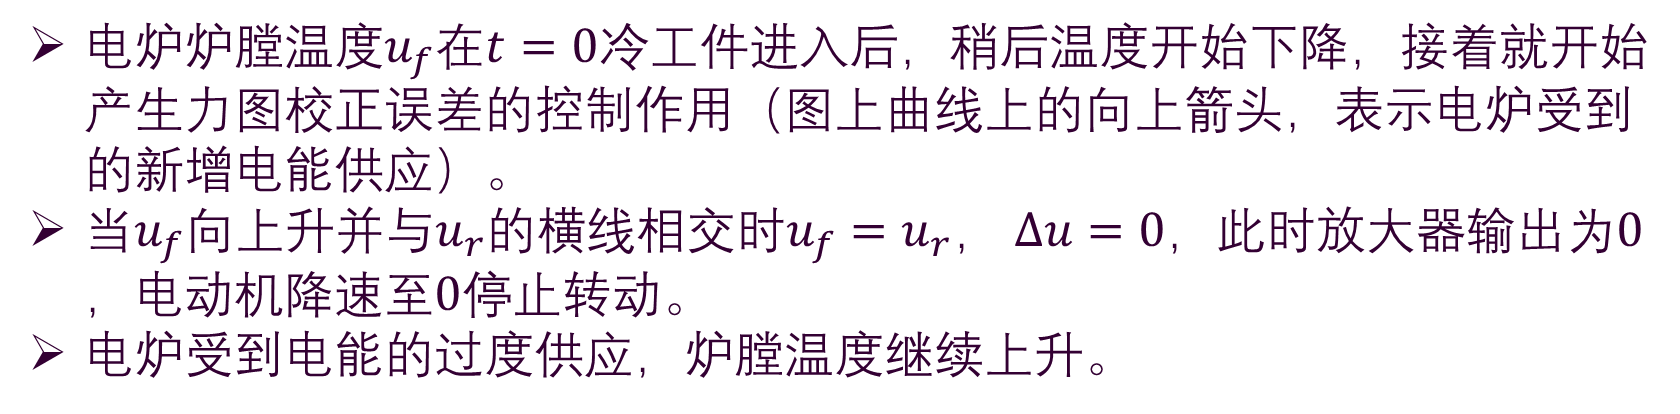 ➢ 电炉炉膛温度u_f在t = 0冷工件进入后，稍后温度开始下降，接着就开始
产生力图校正误差的控制作用（图上曲线上的向上箭头，表示电炉受到
的新增电能供应）。
➢ 当u_f向上升并与u_r的横线相交时u_f = u_r， Δu = 0，此时放大器输出为0
，电动机降速至0停止转动。
➢ 电炉受到电能的过度供应，炉膛温度继续上升。